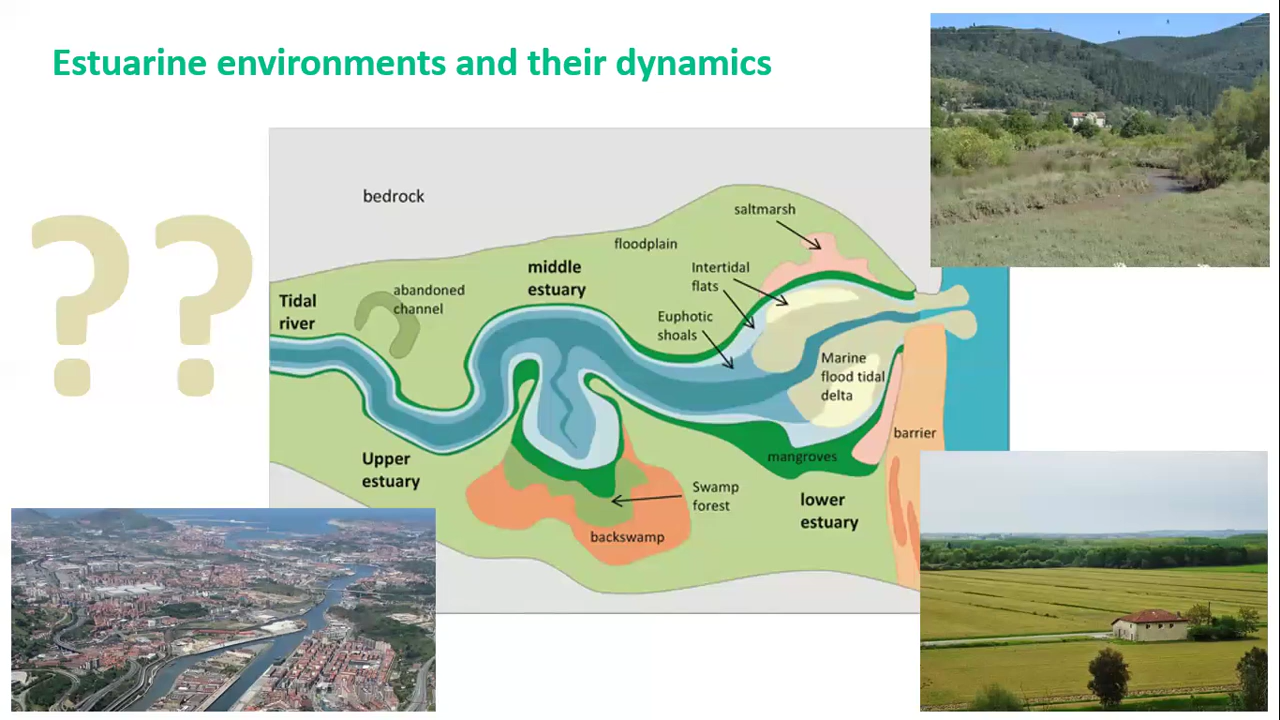 Estuarine environments and their dynamics
??
bedrock
saltmarsh
floodplain
middle
estuary
Intertidal
flats
abandoned
channel
Tidal
river
Euphotic
shoals
Marine
flood tidal
delta
barrier
mangroves
Upper
estuary
Swamp
forest
lower
estuary
backswamp